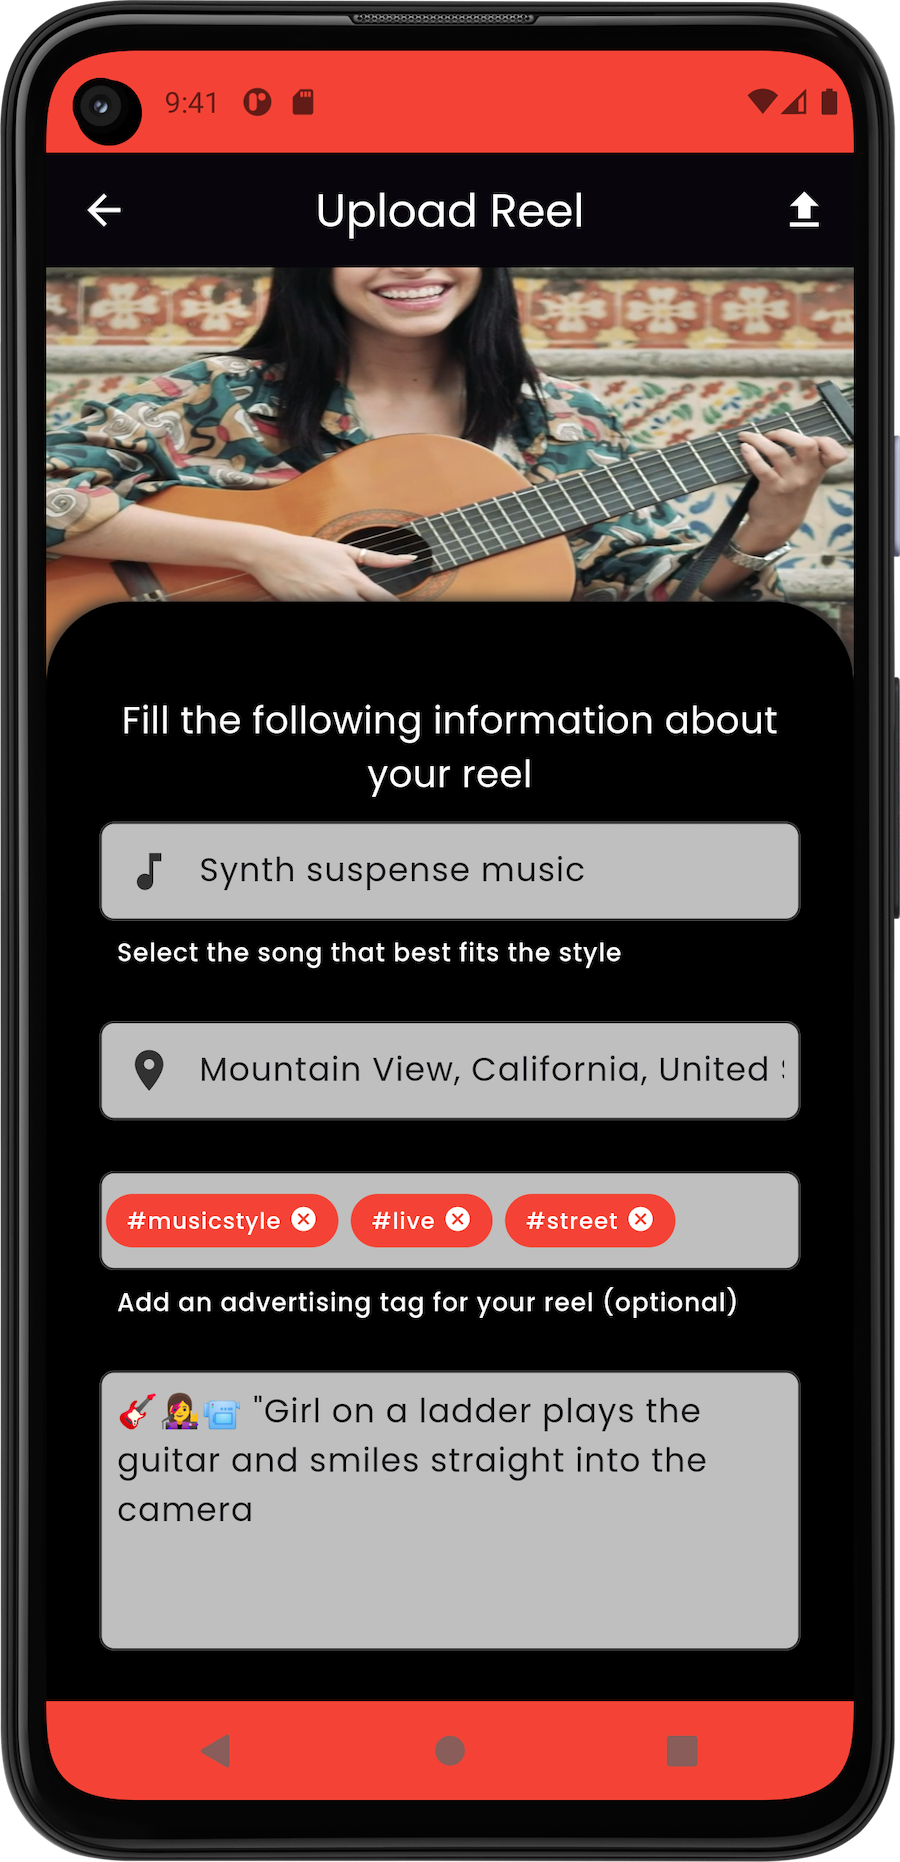 9:41
Upload Reel
Fill the following information about
your reel
Synth suspense music
Select the song that best fits the style
Mountain View, California, United
#musicstyle #live #street
Add an advertising tag for your reel (optional)
🎸👩‍🎤📹 "Girl on a ladder plays the
guitar and smiles straight into the
camera